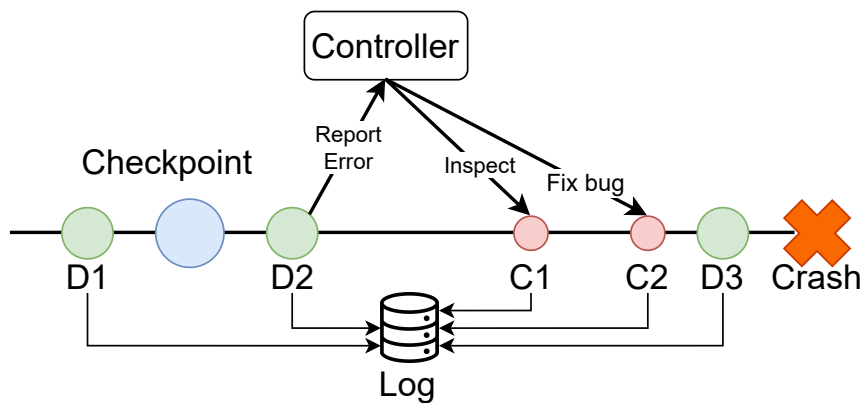 Controller
Report
Error
Checkpoint
Inspect
Fix bug
D1
D2
C1
C2
D3
Crash
Log